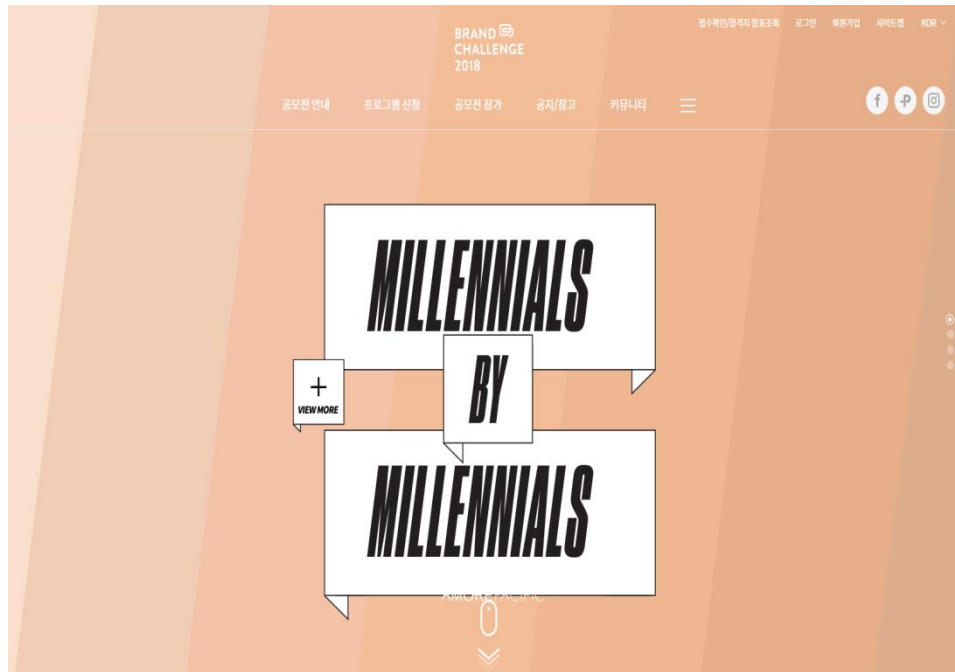 접수확인/합격자 발표조회 로그인 회원가입 사이트맵 KOR
BRAND
CHALLENGE
2018
공모전 안내 프로그램 신청 공모전 참가 공지/참고 커뮤니티
MILLENNIALS
BY
+
VIEW MORE
MILLENNIALS
AMOREPACIFIC